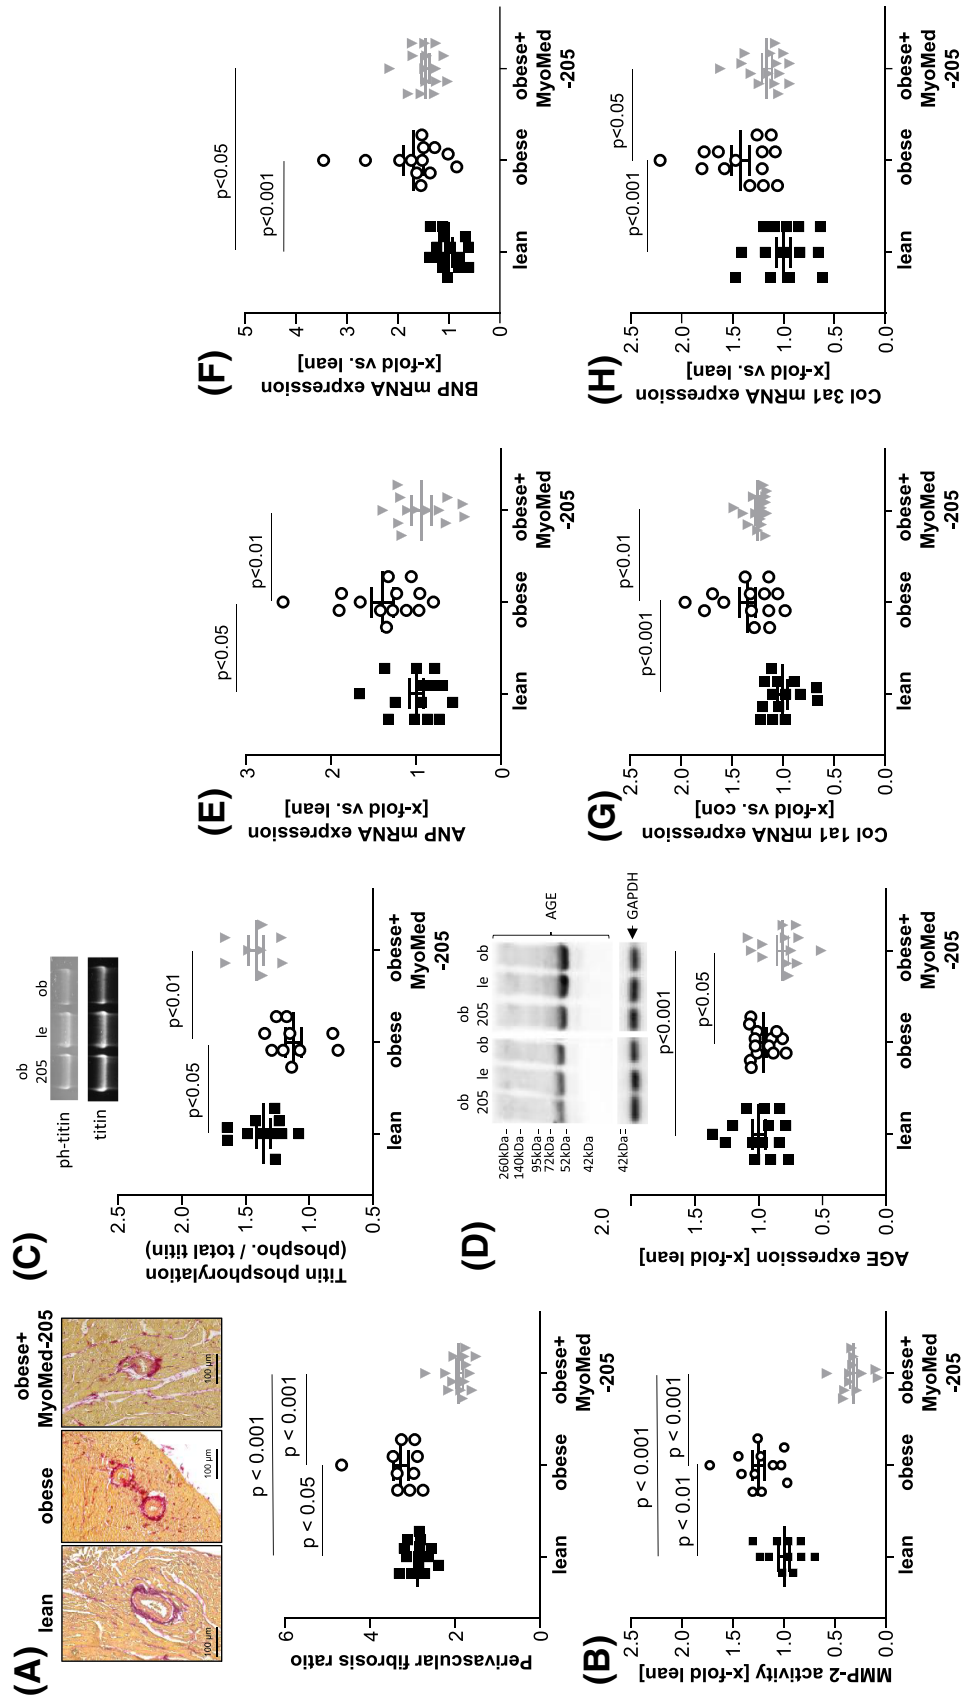 (A)
lean
obese
obese+
MyoMed-205
100 µm
100 µm
100 µm
Perivascular fibrosis ratio
6
4
2
0
p < 0.001
p < 0.05
p < 0.001
lean
obese
obese+
MyoMed
-205
(B)
MMP-2 activity [x-fold lean]
2.5
2.0
1.5
1.0
0.5
0.0
p < 0.001
p < 0.01
p < 0.001
lean
obese
obese+
MyoMed
-205
(C)
ob
205
le
ob
ph-titin
titin
Titin phosphorylation
(phospho. / total titin)
2.5
2.0
1.5
1.0
0.5
p<0.05
p<0.01
lean
obese
obese+
MyoMed
-205
(D)
ob
205
le
ob
ob
205
le
ob
260kDa
140kDa
95kDa
72kDa
52kDa
42kDa
42kDa
AGE
GAPDH
AGE expression [x-fold lean]
2.0
1.5
1.0
0.5
0.0
p<0.001
p<0.05
lean
obese
obese+
MyoMed
-205
(E)
ANP mRNA expression
[x-fold vs. lean]
3
2
1
0
p<0.05
p<0.01
lean
obese
obese+
MyoMed
-205
(F)
BNP mRNA expression
[x-fold vs. lean]
5
4
3
2
1
0
p<0.05
p<0.001
lean
obese
obese+
MyoMed
-205
(G)
Col 1a1 mRNA expression
[x-fold vs. con]
2.5
2.0
1.5
1.0
0.5
0.0
p<0.001
p<0.01
lean
obese
obese+
MyoMed
-205
(H)
Col 3a1 mRNA expression
[x-fold vs. lean]
2.5
2.0
1.5
1.0
0.5
0.0
p<0.001
p<0.05
lean
obese
obese+
MyoMed
-205